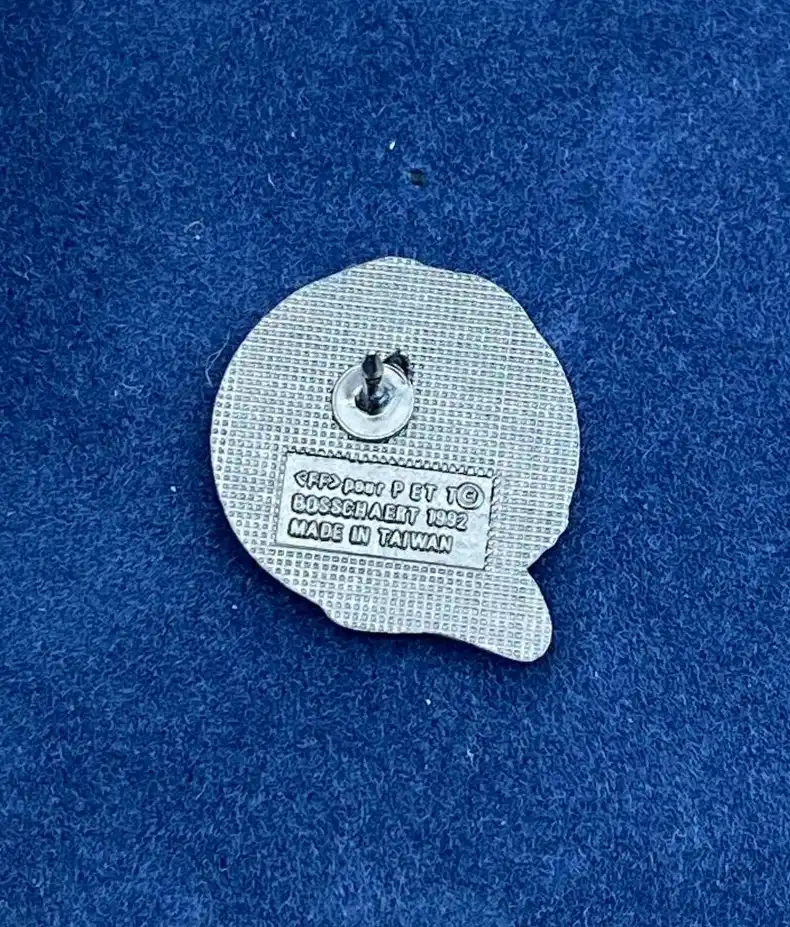 <FF> pour P ET T ©
BOSSCHAERT 1992
MADE IN TAIWAN